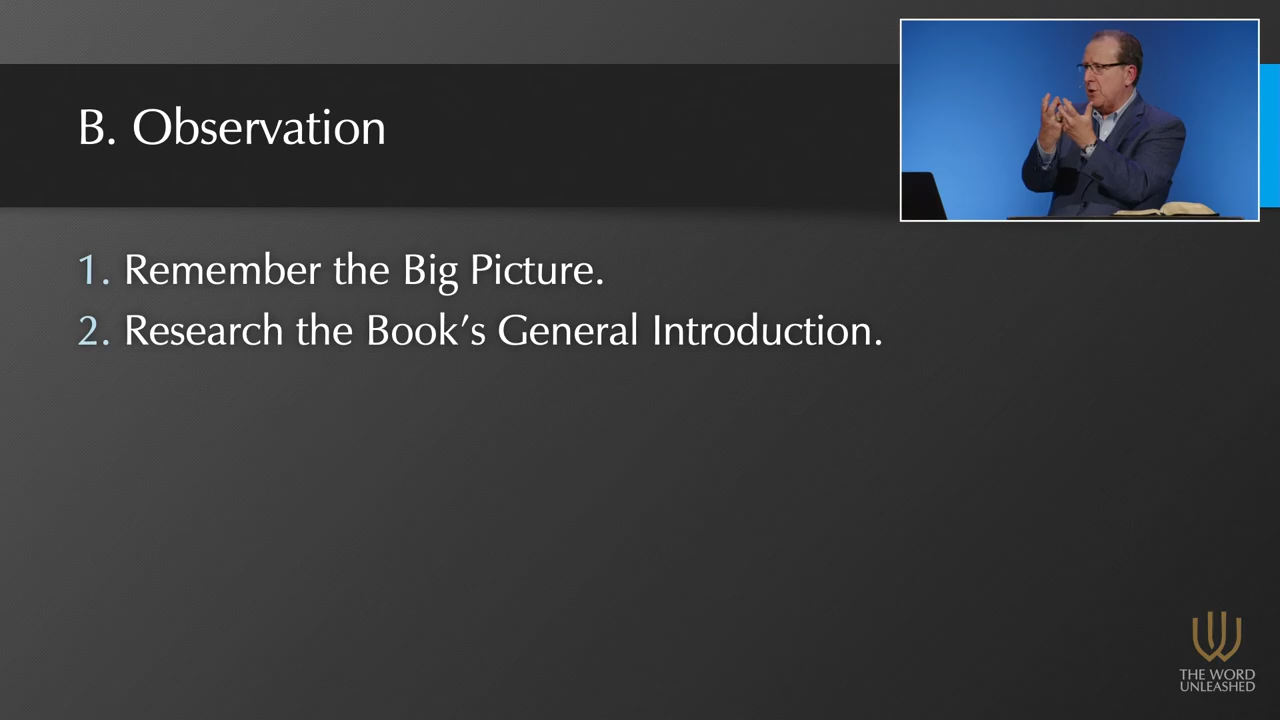 B. Observation
1. Remember the Big Picture.
2. Research the Book’s General Introduction.
THE WORD
UNLEASHED